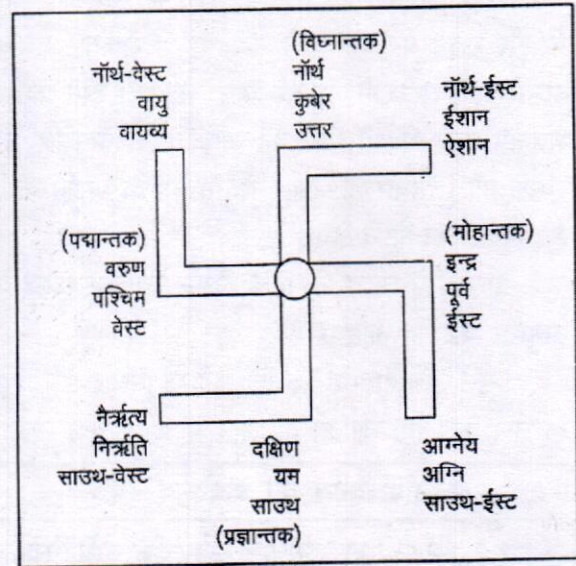 (विघ्नान्तक)
नॉर्थ
कुबेर
उत्तर
नॉर्थ-वेस्ट
वायु
वायव्य
नॉर्थ-ईस्ट
ईशान
ऐशान
(पद्मान्तक)
वरुण
पश्चिम
वेस्ट
(मोहान्तक)
इन्द्र
पूर्व
ईस्ट
नैर्ऋत्य
निर्ऋति
साउथ-वेस्ट
दक्षिण
यम
साउथ
(प्रज्ञान्तक)
आग्नेय
अग्नि
साउथ-ईस्ट